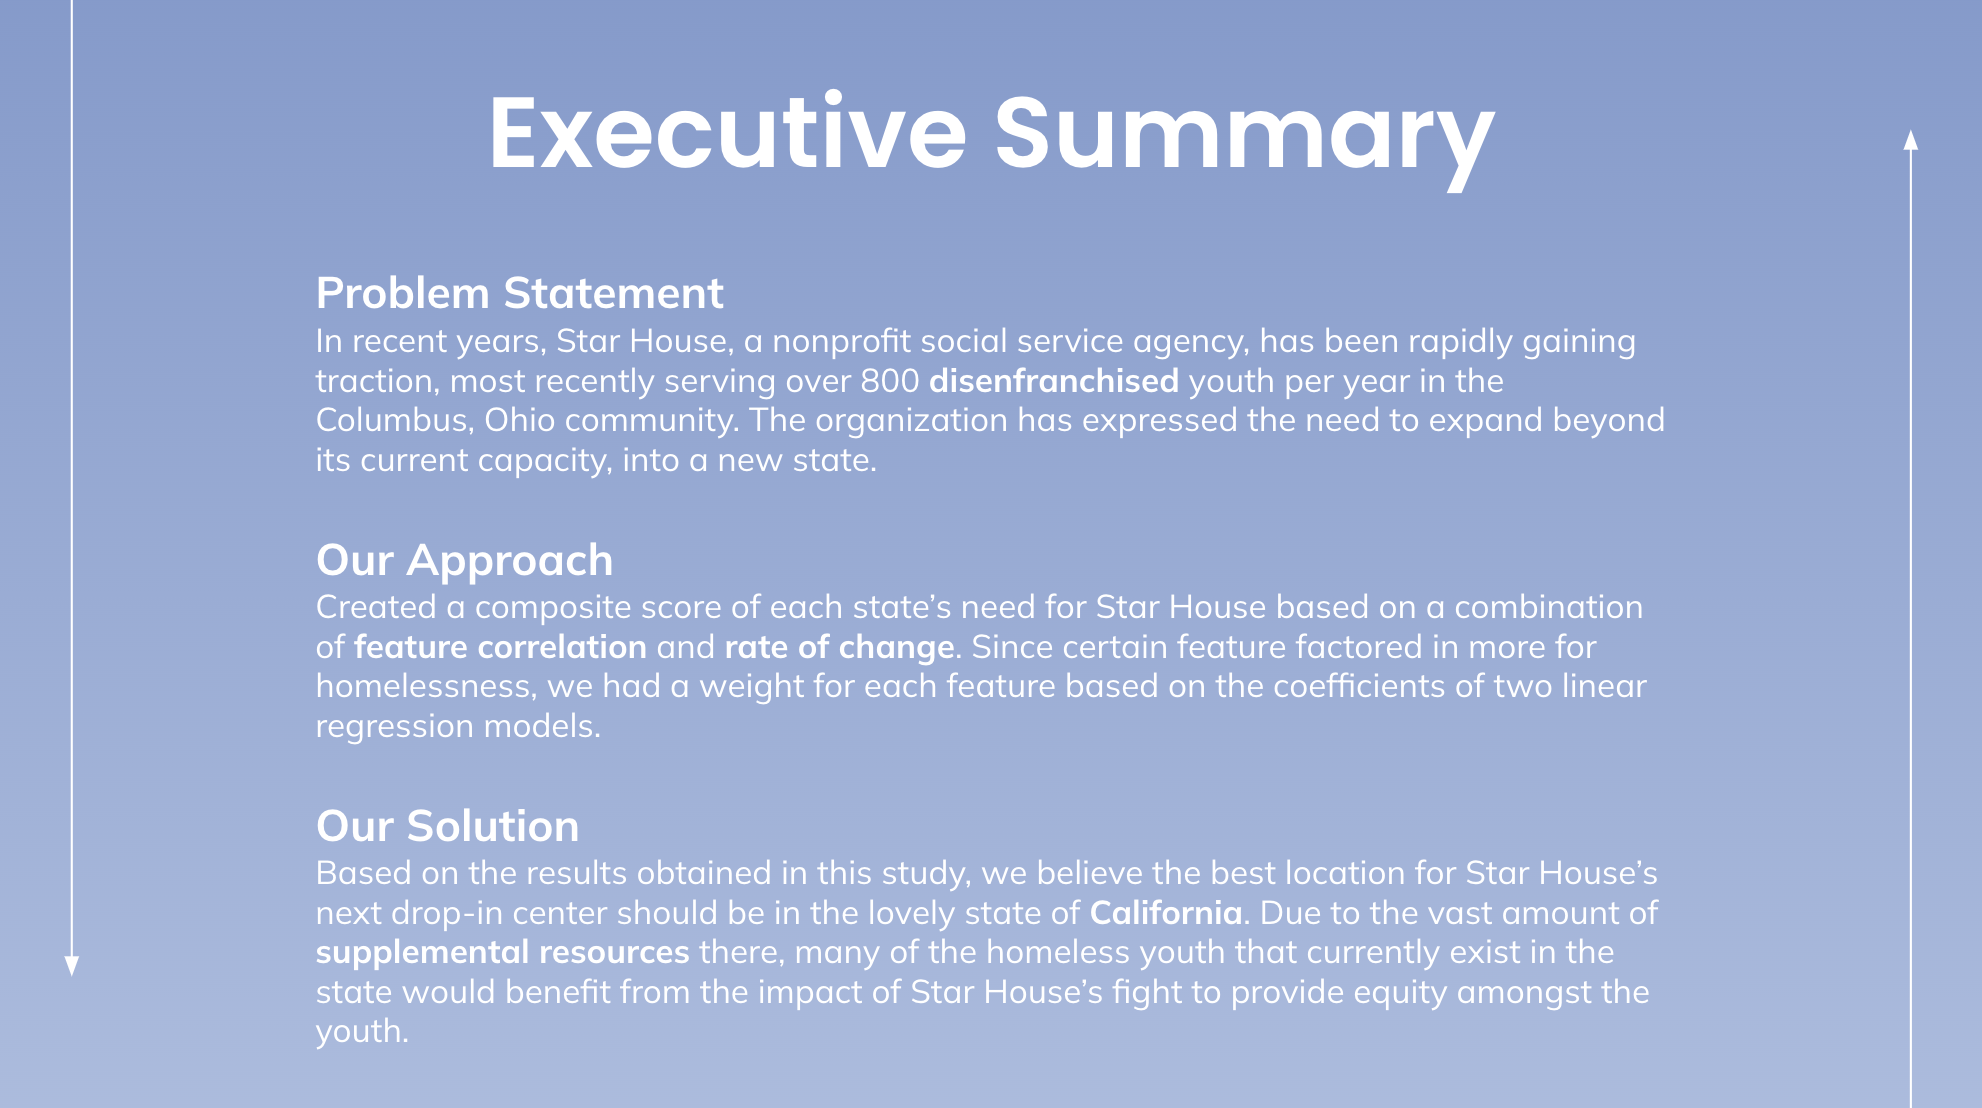 Executive Summary
Problem Statement
In recent years, Star House, a nonprofit social service agency, has been rapidly gaining
traction, most recently serving over 800 disenfranchised youth per year in the
Columbus, Ohio community. The organization has expressed the need to expand beyond
its current capacity, into a new state.
Our Approach
Created a composite score of each state’s need for Star House based on a combination
of feature correlation and rate of change. Since certain feature factored in more for
homelessness, we had a weight for each feature based on the coefficients of two linear
regression models.
Our Solution
Based on the results obtained in this study, we believe the best location for Star House’s
next drop-in center should be in the lovely state of California. Due to the vast amount of
supplemental resources there, many of the homeless youth that currently exist in the
state would benefit from the impact of Star House’s fight to provide equity amongst the
youth.